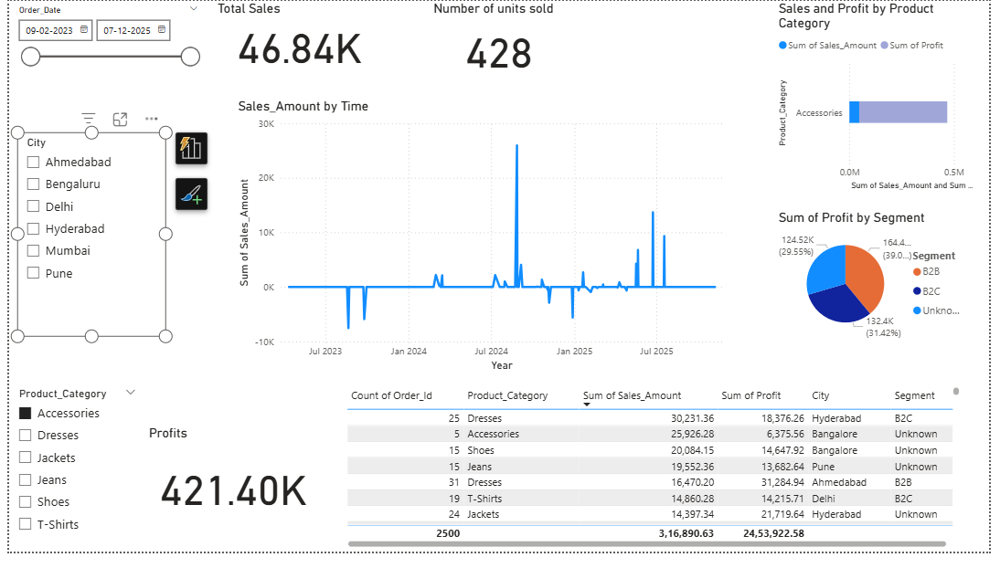 Order_Date
09-02-2023 07-12-2025
Total Sales
46.84K
Number of units sold
428
Sales and Profit by Product
Category
Sum of Sales_Amount Sum of Profit
Product_Category
Accessories
0.0M 0.5M
Sum of Sales_Amount and Sum ...
City
Ahmedabad
Bengaluru
Delhi
Hyderabad
Mumbai
Pune
Sales_Amount by Time
Sum of Sales_Amount
30K
20K
10K
0K
-10K
Jul 2023 Jan 2024 Jul 2024 Jan 2025 Jul 2025
Year
Sum of Profit by Segment
124.52K
(29.55%)
164.4...
(39.0...)
132.4K
(31.42%)
Segment
B2B
B2C
Unkno...
Product_Category
Accessories
Dresses
Jackets
Jeans
Shoes
T-Shirts
Profits
421.40K
Count of Order_Id Product_Category Sum of Sales_Amount Sum of Profit City Segment
25 Dresses 30,231.36 18,376.26 Hyderabad B2C
5 Accessories 25,926.28 6,375.56 Bangalore Unknown
15 Shoes 20,084.15 14,647.92 Bangalore Unknown
15 Jeans 19,552.36 13,682.64 Pune Unknown
31 Dresses 16,470.20 31,284.94 Ahmedabad B2B
19 T-Shirts 14,860.28 14,215.71 Delhi B2C
24 Jackets 14,397.34 21,719.64 Hyderabad Unknown
2500 3,16,890.63 24,53,922.58